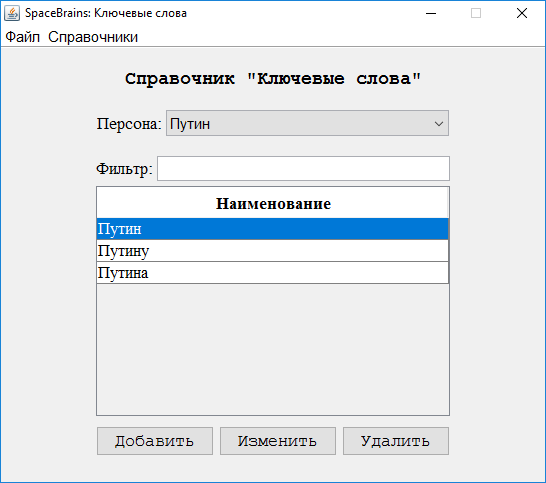 SpaceBrains: Ключевые слова
Файл Справочники
Справочник "Ключевые слова"
Персона: Путин
Фильтр:
Наименование
Путин
Путину
Путина
Добавить Изменить Удалить